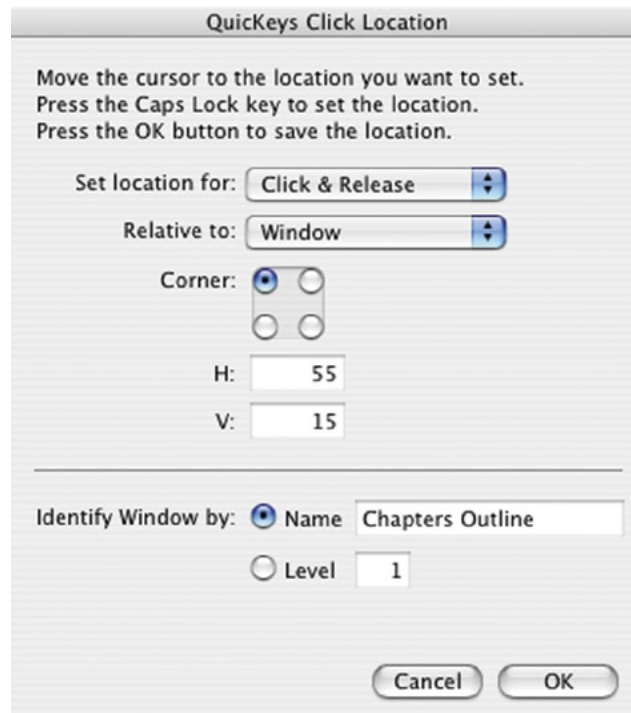 QuicKeys Click Location
Move the cursor to the location you want to set.
Press the Caps Lock key to set the location.
Press the OK button to save the location.
Set location for: Click & Release
Relative to: Window
Corner:
H: 55
V: 15
Identify Window by: Name Chapters Outline
Level 1
Cancel OK